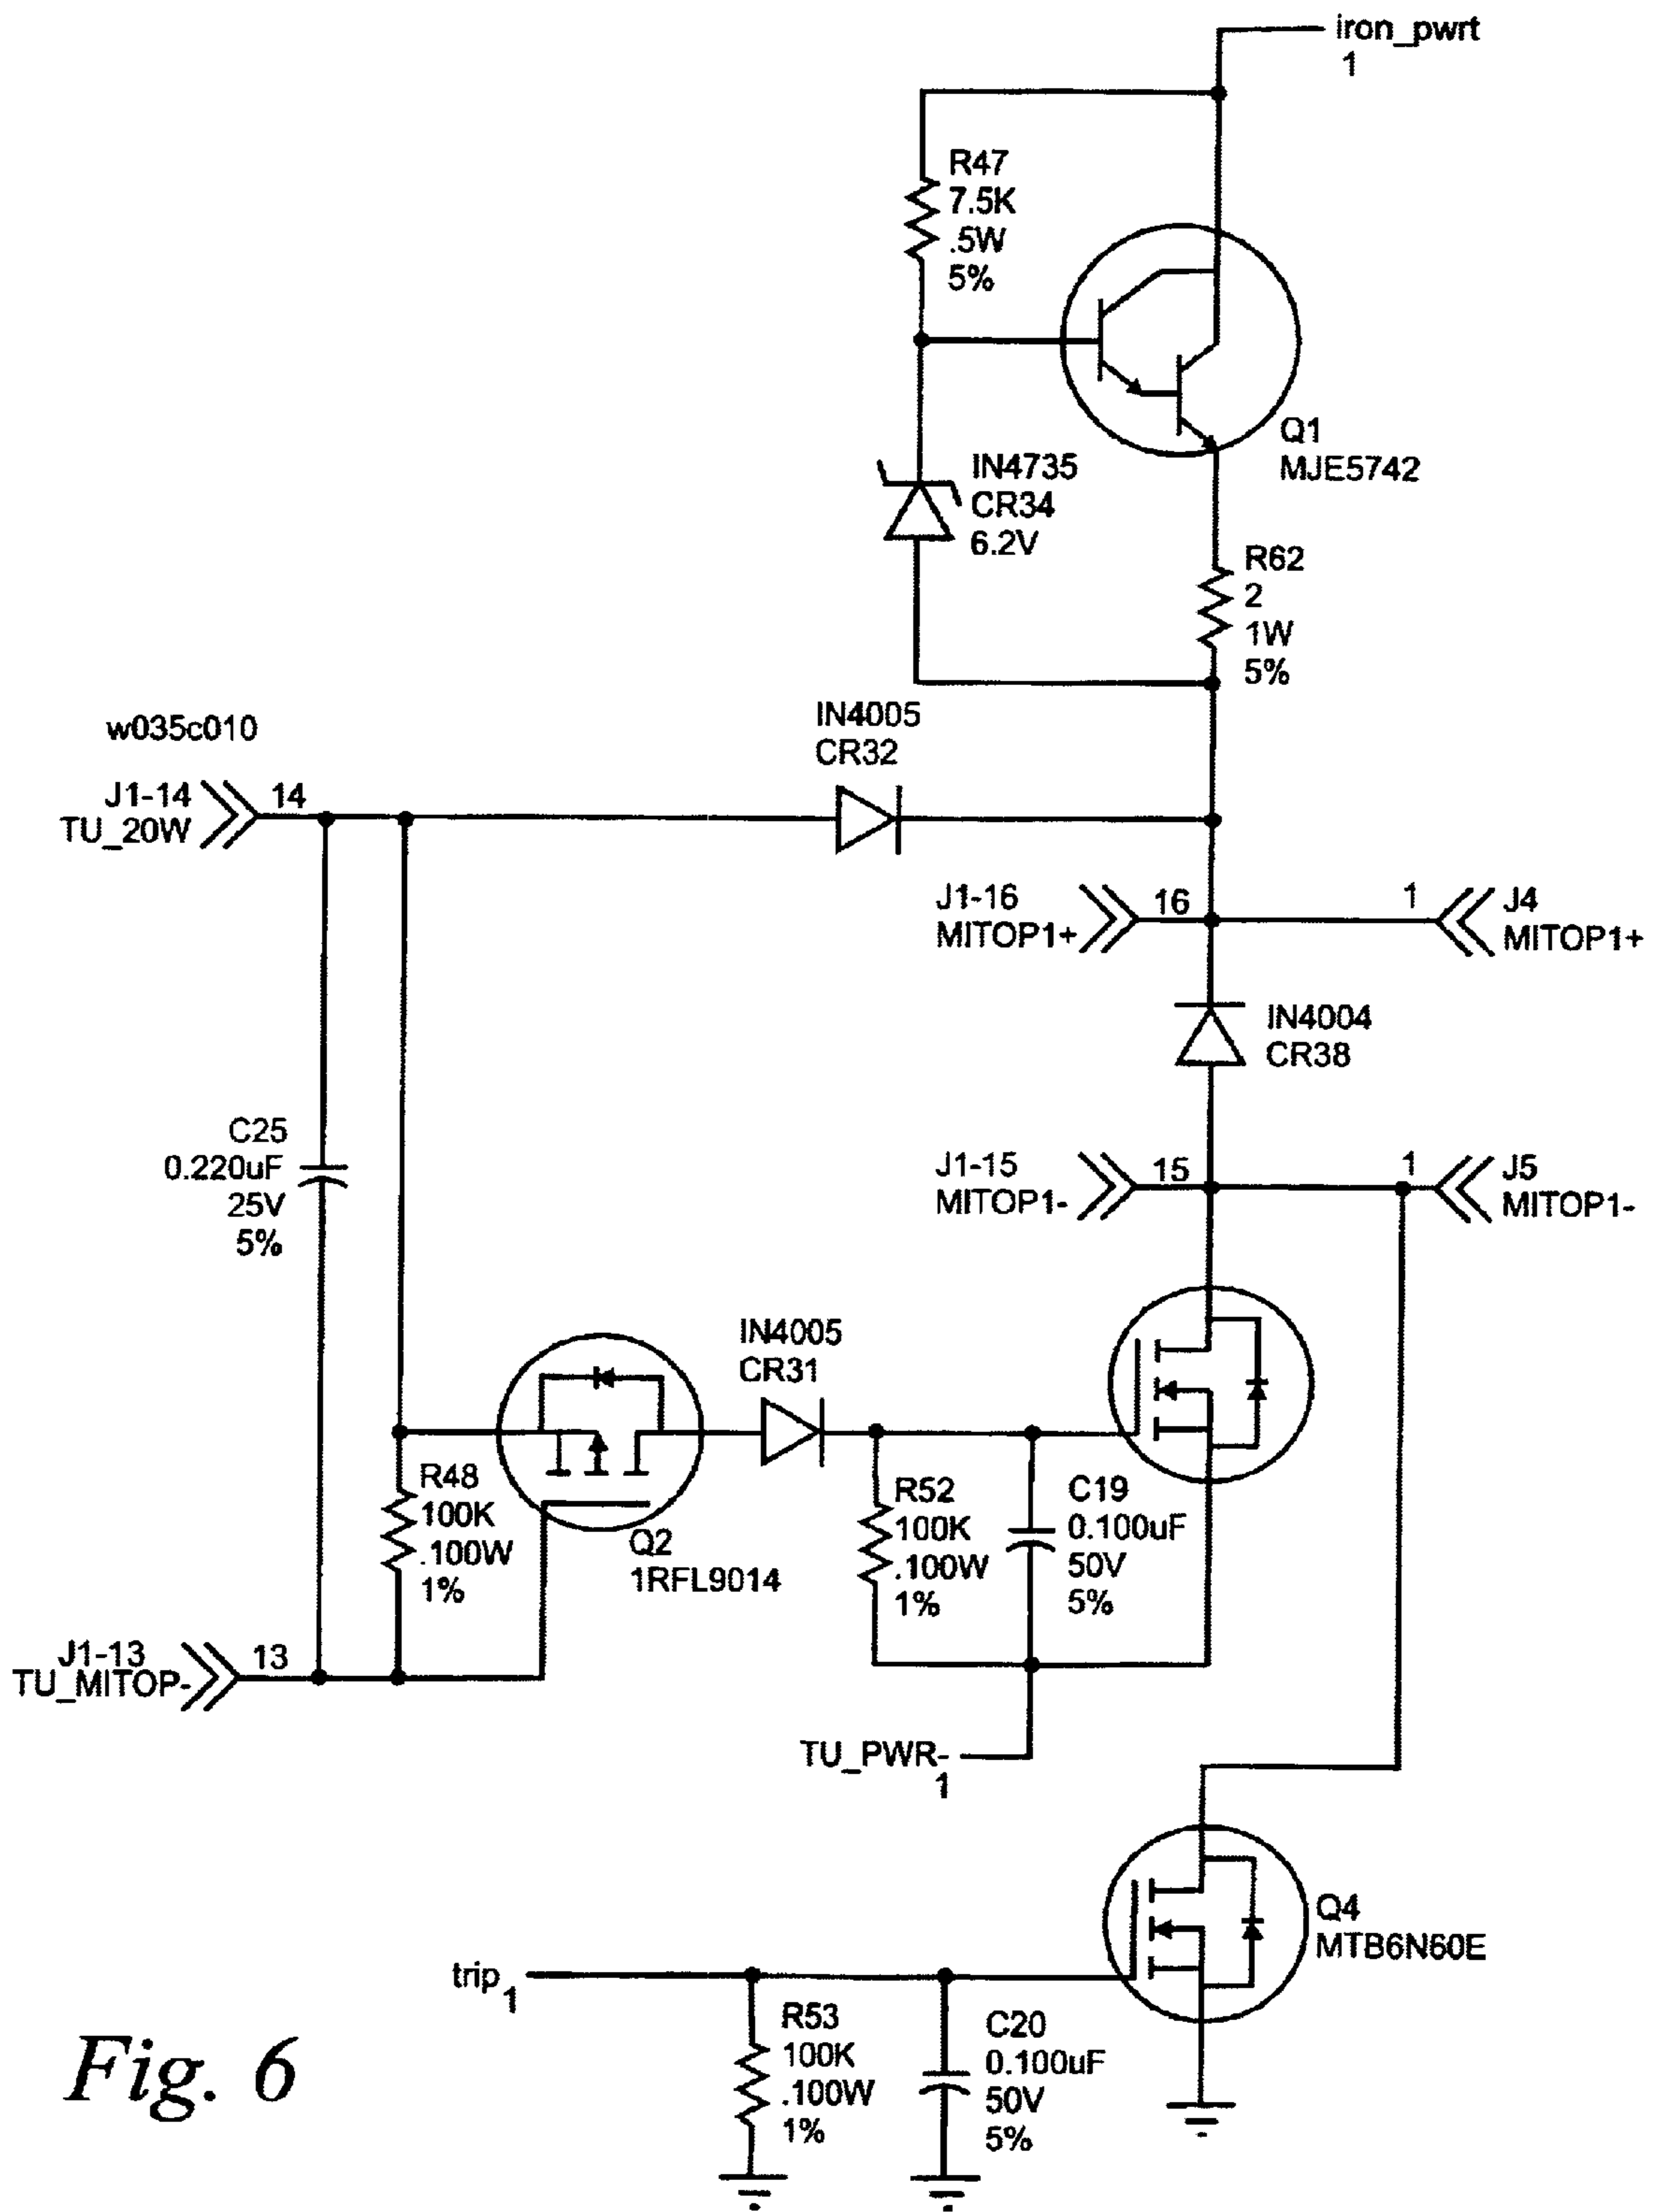 iron_pwrt
1
R47
7.5K
.5W
5%
Q1
MJE5742
IN4735
CR34
6.2V
R62
2
1W
5%
w035c010
IN4005
CR32
J1-14
TU_20W
14
J1-16
MITOP1+
16
1
J4
MITOP1+
IN4004
CR38
C25
0.220uF
25V
5%
J1-15
MITOP1-
15
1
J5
MITOP1-
IN4005
CR31
R48
100K
.100W
1%
Q2
1RFL9014
R52
100K
.100W
1%
C19
0.100uF
50V
5%
J1-13
TU_MITOP-
13
TU_PWR-
1
Q4
MTB6N60E
trip
1
R53
100K
.100W
1%
C20
0.100uF
50V
5%
Fig. 6